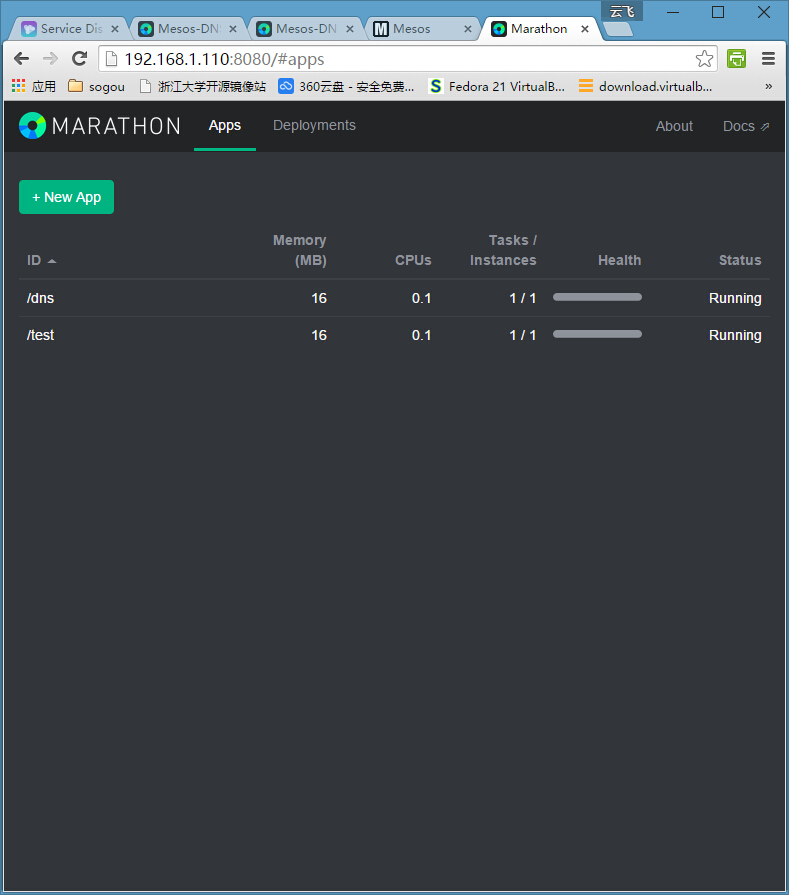 云飞
Service Dis
Mesos-DN
Mesos-DN
Mesos
Marathon
192.168.1.110:8080/#apps
应用
sogou
浙江大学开源镜像站
360云盘 - 安全免费...
Fedora 21 VirtualB...
download.virtualb...
»
MARATHON
Apps
Deployments
About
Docs
+ New App
ID
Memory
(MB)
CPUs
Tasks /
Instances
Health
Status
/dns 16 0.1 1 / 1 Running
/test 16 0.1 1 / 1 Running